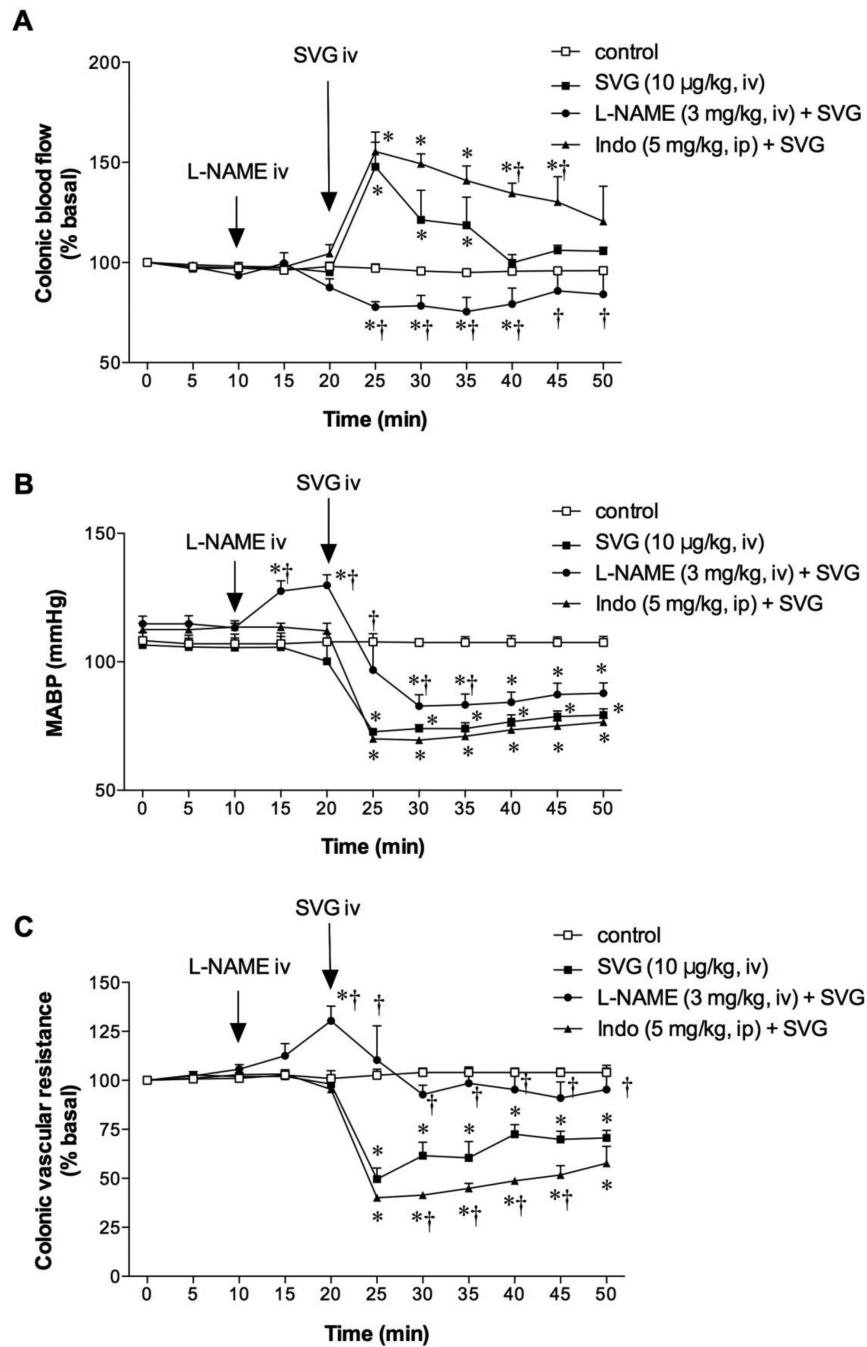 A
SVG iv
L-NAME iv
control
SVG (10 µg/kg, iv)
L-NAME (3 mg/kg, iv) + SVG
Indo (5 mg/kg, ip) + SVG
Colonic blood flow
(% basal)
200
150
100
50
* * *
*† *†
* * *
*† *† *† *† † †
0 5 10 15 20 25 30 35 40 45 50
Time (min)
B
SVG iv
L-NAME iv
control
SVG (10 µg/kg, iv)
L-NAME (3 mg/kg, iv) + SVG
Indo (5 mg/kg, ip) + SVG
MABP (mmHg)
150
100
50
*† *† †
*† *† * * *
* * * * * *
* * * * * *
0 5 10 15 20 25 30 35 40 45 50
Time (min)
C
SVG iv
L-NAME iv
control
SVG (10 µg/kg, iv)
L-NAME (3 mg/kg, iv) + SVG
Indo (5 mg/kg, ip) + SVG
Colonic vascular resistance
(% basal)
150
125
100
75
50
25
0
*† †
† † † † †
* * * * * *
* *† *† *† *† *
0 5 10 15 20 25 30 35 40 45 50
Time (min)